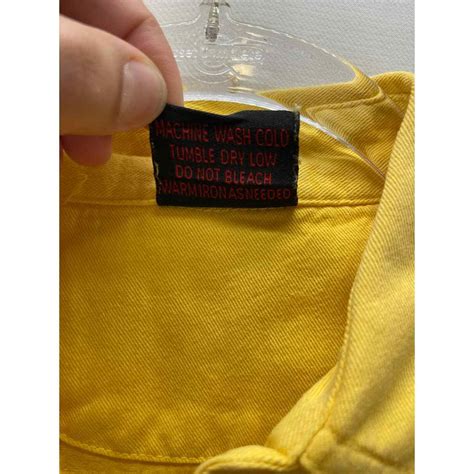 MACHINE WASH COLD
TUMBLE DRY LOW
DO NOT BLEACH
WARM IRON AS NEEDED